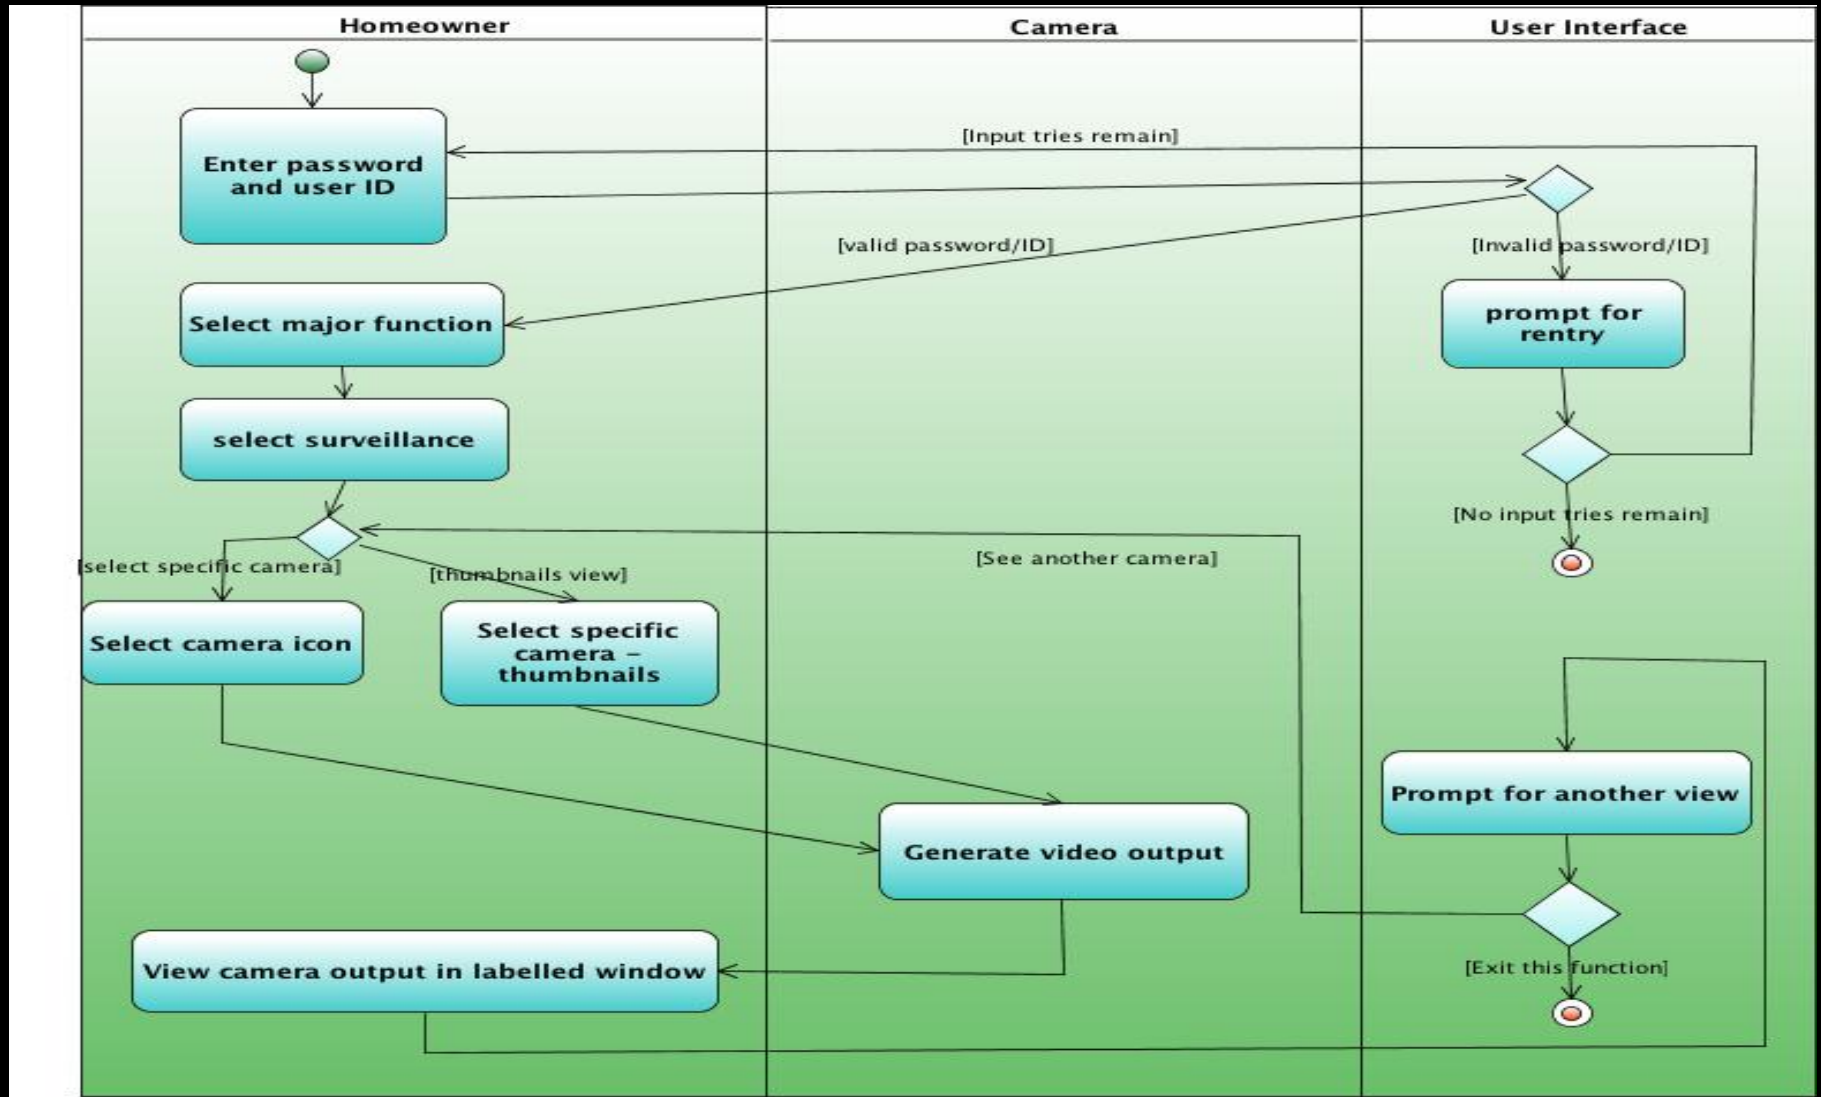 Homeowner
Camera
User Interface
[Input tries remain]
Enter password
and user ID
[valid password/ID]
[Invalid password/ID]
Select major function
prompt for
rentry
select surveillance
[No input tries remain]
[select specific camera]
[thumbnails view]
[See another camera]
Select camera icon
Select specific
camera –
thumbnails
Prompt for another view
Generate video output
View camera output in labelled window
[Exit this function]